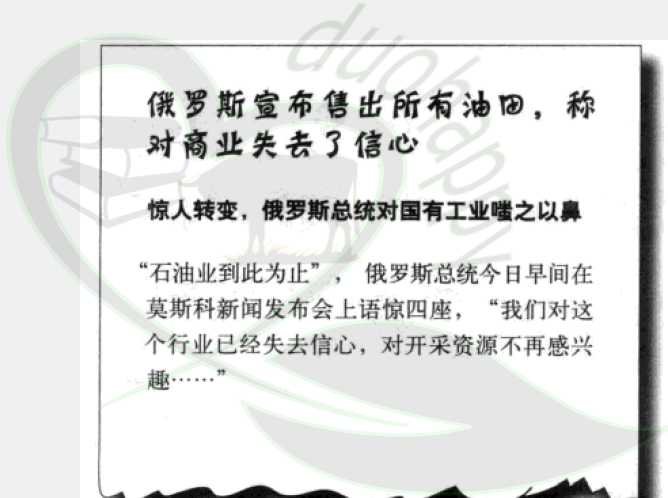 俄罗斯宣布售出所有油田，称
对商业失去了信心
惊人转变，俄罗斯总统对国有工业嗤之以鼻
“石油业到此为止”， 俄罗斯总统今日早间在
莫斯科新闻发布会上语惊四座，“我们对这
个行业已经失去信心，对开采资源不再感兴
趣……”
duohappy